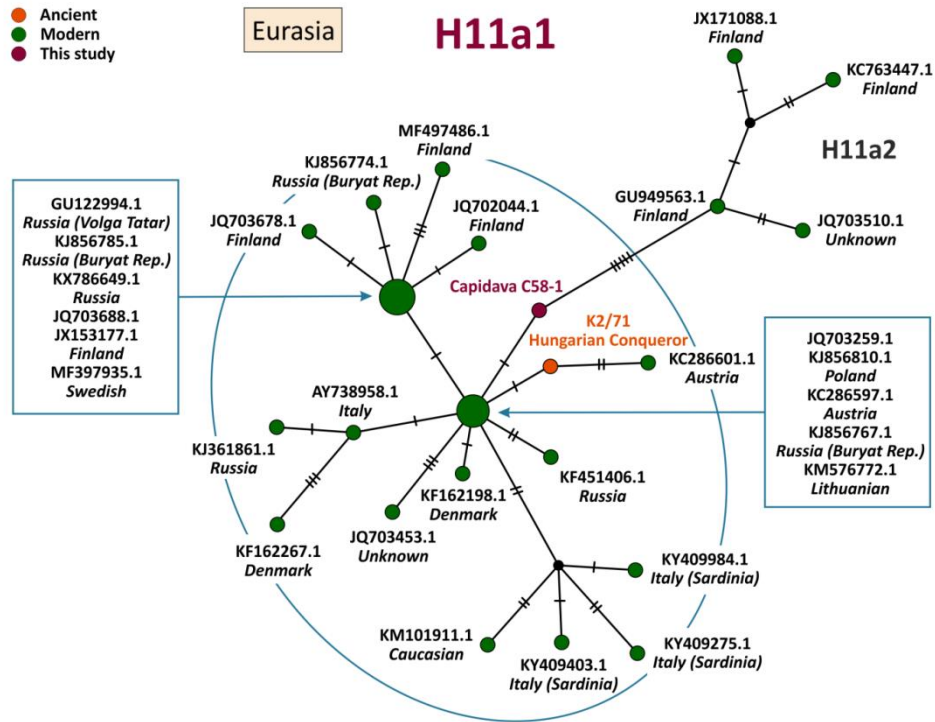 Ancient
Modern
This study
Eurasia
H11a1
JX171088.1
Finland
KC763447.1
Finland
H11a2
MF497486.1
Finland
KJ856774.1
Russia (Buryat Rep.)
GU949563.1
Finland
JQ703678.1
Finland
JQ702044.1
Finland
JQ703510.1
Unknown
GU122994.1
Russia (Volga Tatar)
KJ856785.1
Russia (Buryat Rep.)
KX786649.1
Russia
JQ703688.1
JX153177.1
Finland
MF397935.1
Swedish
Capidava C58-1
K2/71
Hungarian Conqueror
KC286601.1
Austria
JQ703259.1
KJ856810.1
Poland
KC286597.1
Austria
KJ856767.1
Russia (Buryat Rep.)
KM576772.1
Lithuanian
AY738958.1
Italy
KJ361861.1
Russia
KF451406.1
Russia
KF162198.1
Denmark
JQ703453.1
Unknown
KF162267.1
Denmark
KY409984.1
Italy (Sardinia)
KM101911.1
Caucasian
KY409403.1
Italy (Sardinia)
KY409275.1
Italy (Sardinia)